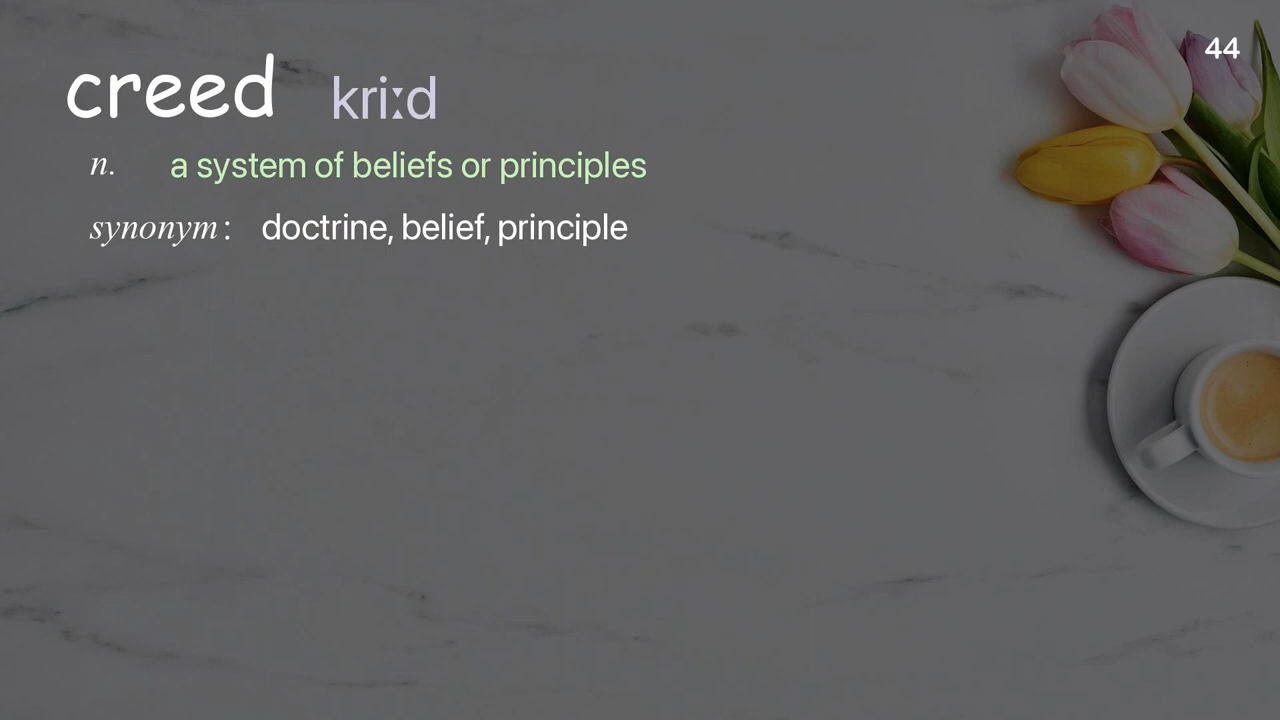 44
creed kriːd
n. a system of beliefs or principles
synonym: doctrine, belief, principle